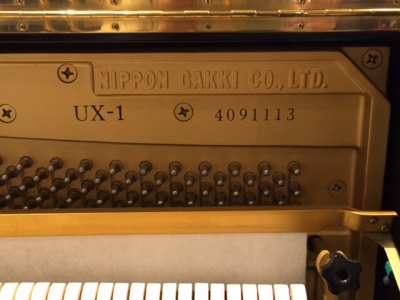 NIPPON GAKKI CO., LTD.
UX-1 4091113